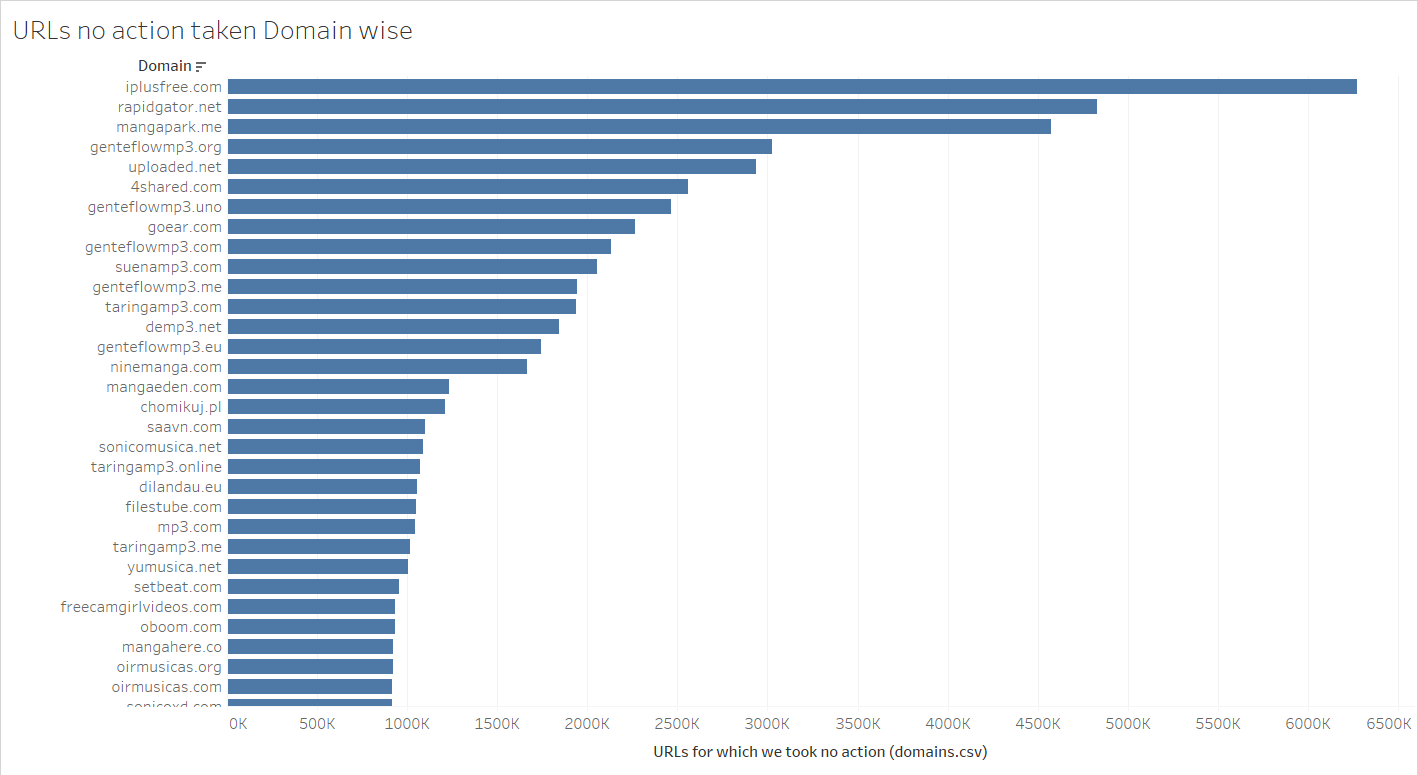 URLs no action taken Domain wise
Domain
iplusfree.com
rapidgator.net
mangapark.me
genteflowmp3.org
uploaded.net
4shared.com
genteflowmp3.uno
goear.com
genteflowmp3.com
suenamp3.com
genteflowmp3.me
taringamp3.com
demp3.net
genteflowmp3.eu
ninemanga.com
mangaeden.com
chomikuj.pl
saavn.com
sonicomusica.net
taringamp3.online
dilandau.eu
filestube.com
mp3.com
taringamp3.me
yumusica.net
setbeat.com
freecamgirlvideos.com
oboom.com
mangahere.co
oirmusicas.org
oirmusicas.com
0K 500K 1000K 1500K 2000K 2500K 3000K 3500K 4000K 4500K 5000K 5500K 6000K 6500K
URLs for which we took no action (domains.csv)